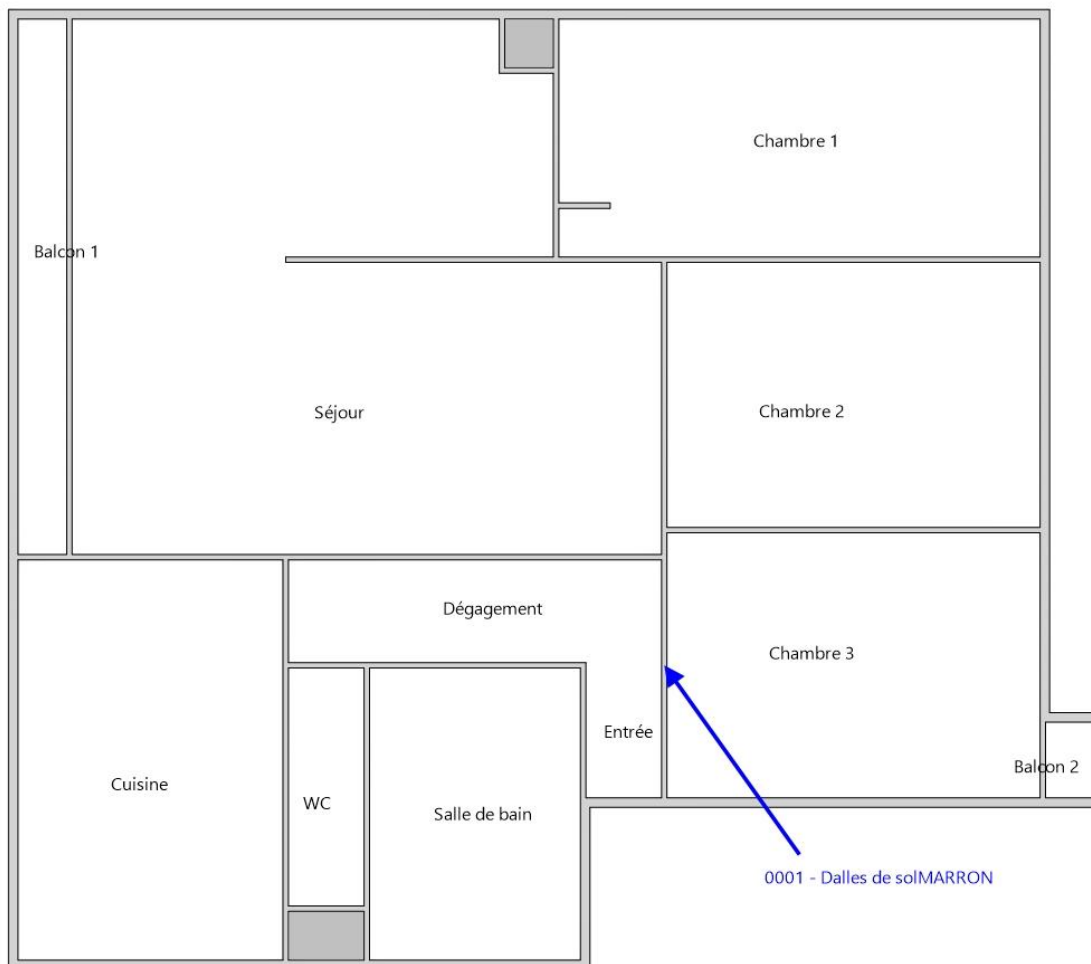 Chambre 1
Balcon 1
Séjour
Chambre 2
Dégagement
Chambre 3
Entrée
Balcon 2
Cuisine
WC
Salle de bain
0001 - Dalles de solMARRON